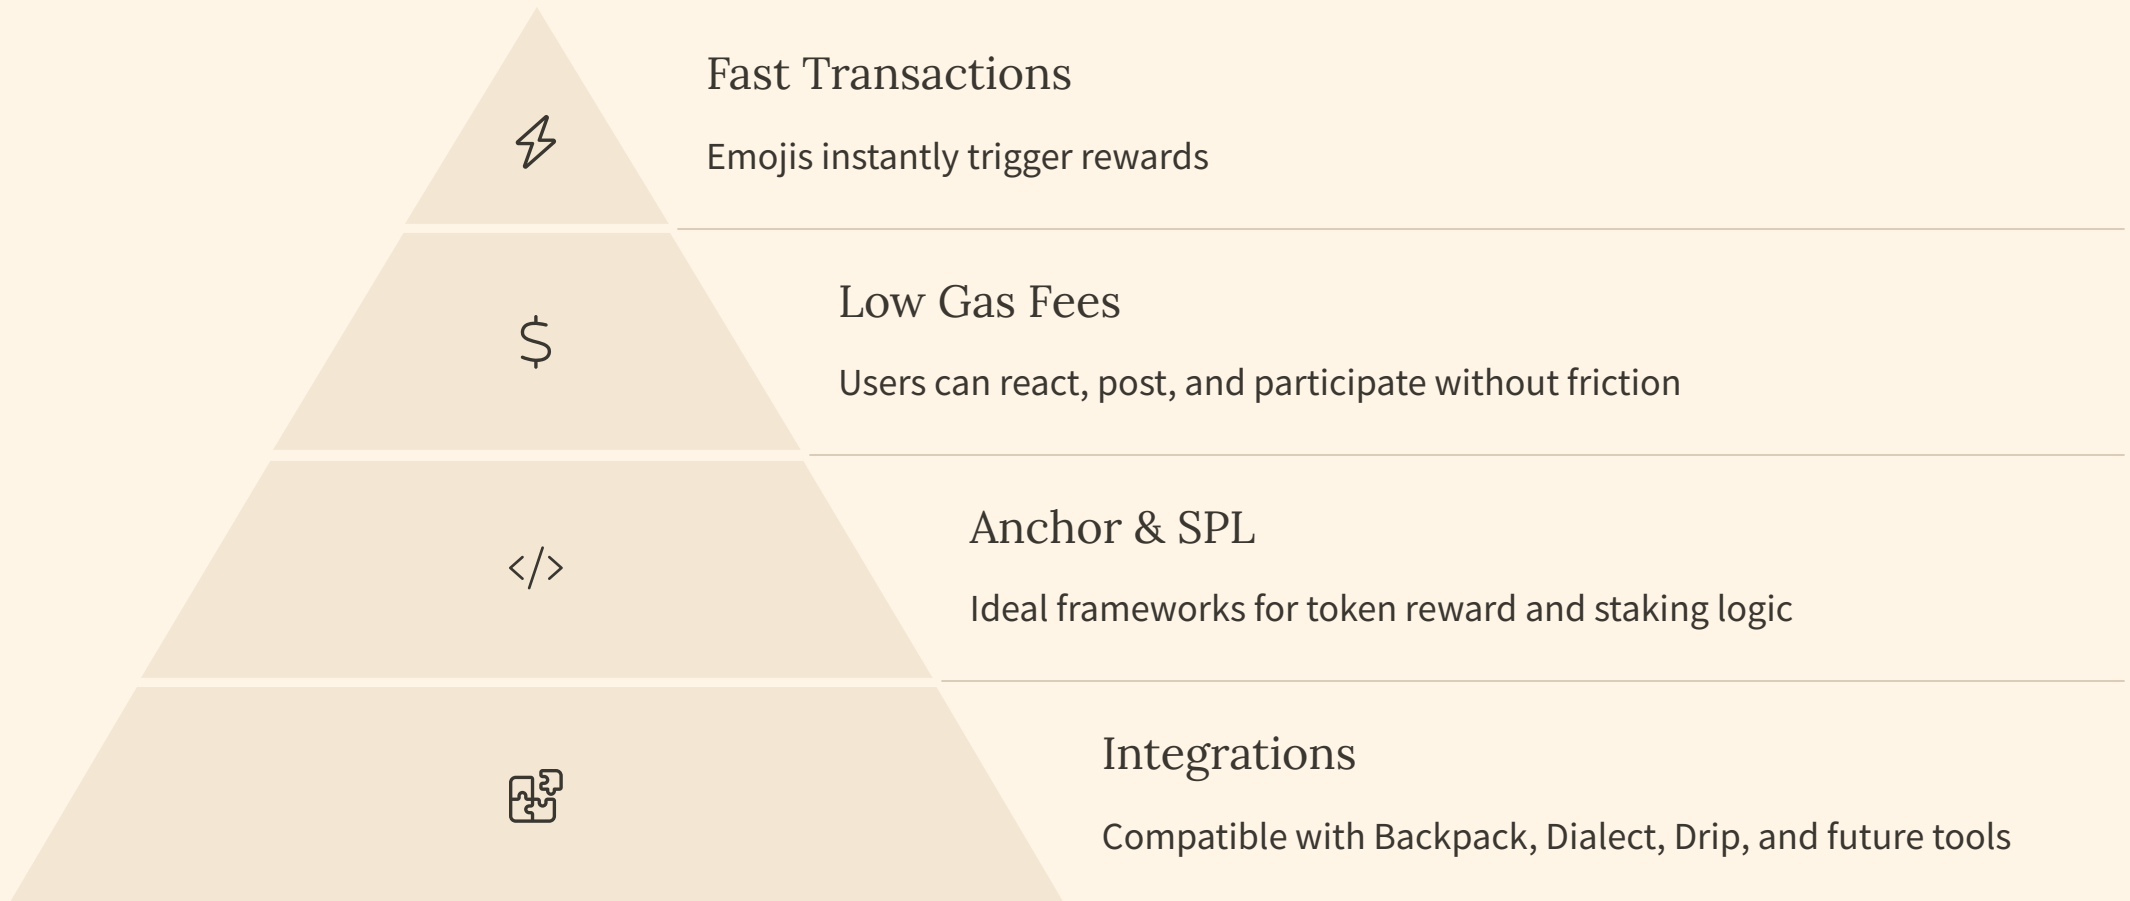 Fast Transactions
Emojis instantly trigger rewards
$
Low Gas Fees
Users can react, post, and participate without friction
</>
Anchor & SPL
Ideal frameworks for token reward and staking logic
Integrations
Compatible with Backpack, Dialect, Drip, and future tools